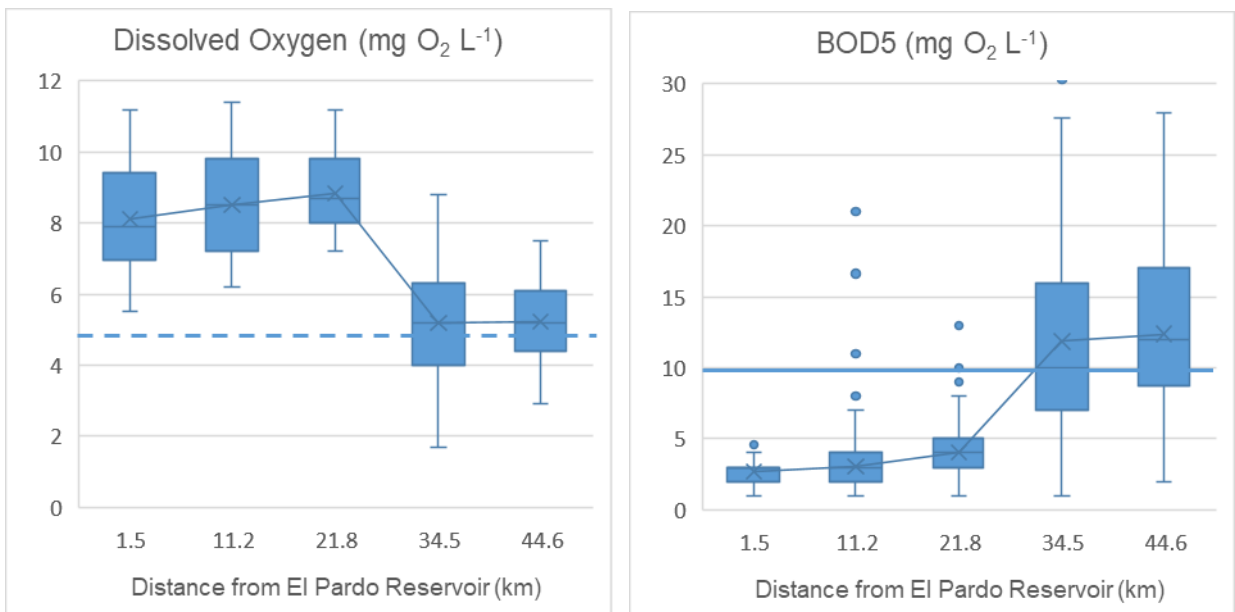 Dissolved Oxygen (mg O₂ L⁻¹)
12
10
8
6
4
2
0
1.5 11.2 21.8 34.5 44.6
Distance from El Pardo Reservoir (km)
BOD5 (mg O₂ L⁻¹)
30
25
20
15
10
5
0
1.5 11.2 21.8 34.5 44.6
Distance from El Pardo Reservoir (km)